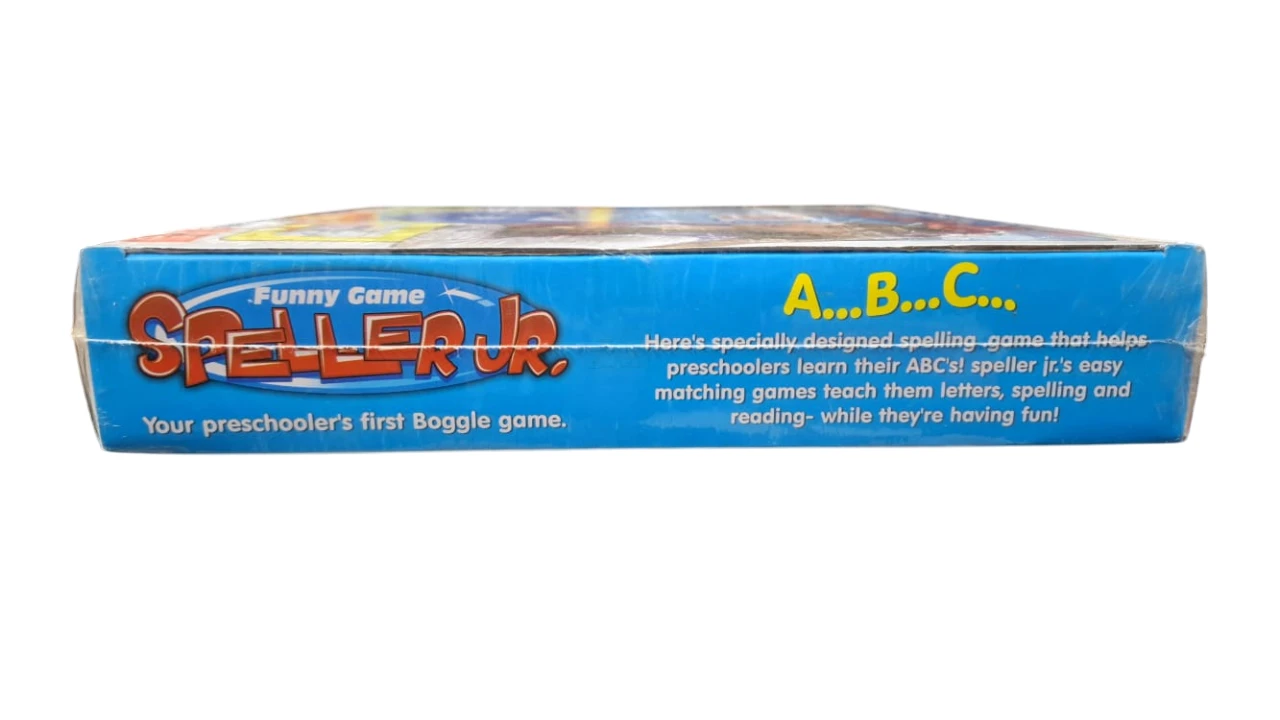 Funny Game
SPELLER JR.
Your preschooler's first Boggle game.
A...B...C...
Here's specially designed spelling game that helps
preschoolers learn their ABC's! speller jr.'s easy
matching games teach them letters, spelling and
reading- while they're having fun!